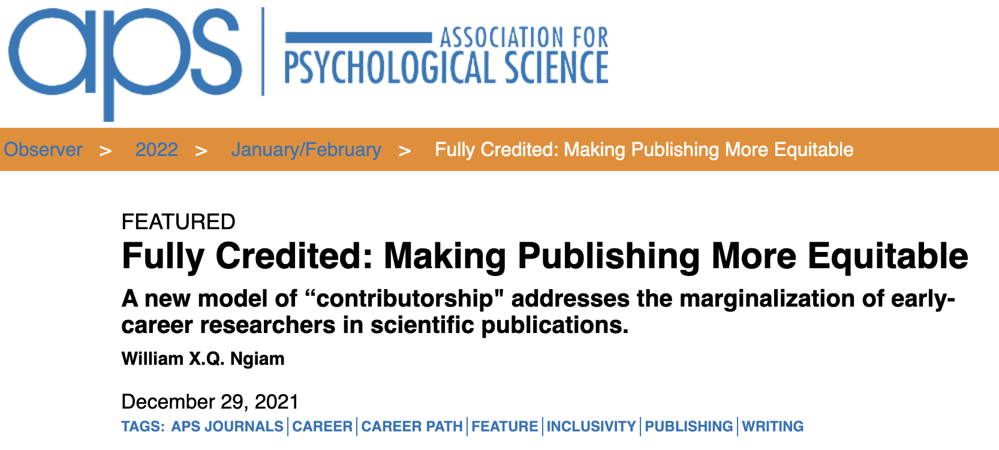 aps
ASSOCIATION FOR
PSYCHOLOGICAL SCIENCE
Observer > 2022 > January/February > Fully Credited: Making Publishing More Equitable
FEATURED
Fully Credited: Making Publishing More Equitable
A new model of “contributorship" addresses the marginalization of early-
career researchers in scientific publications.
William X.Q. Ngiam
December 29, 2021
TAGS: APS JOURNALS | CAREER | CAREER PATH | FEATURE | INCLUSIVITY | PUBLISHING | WRITING